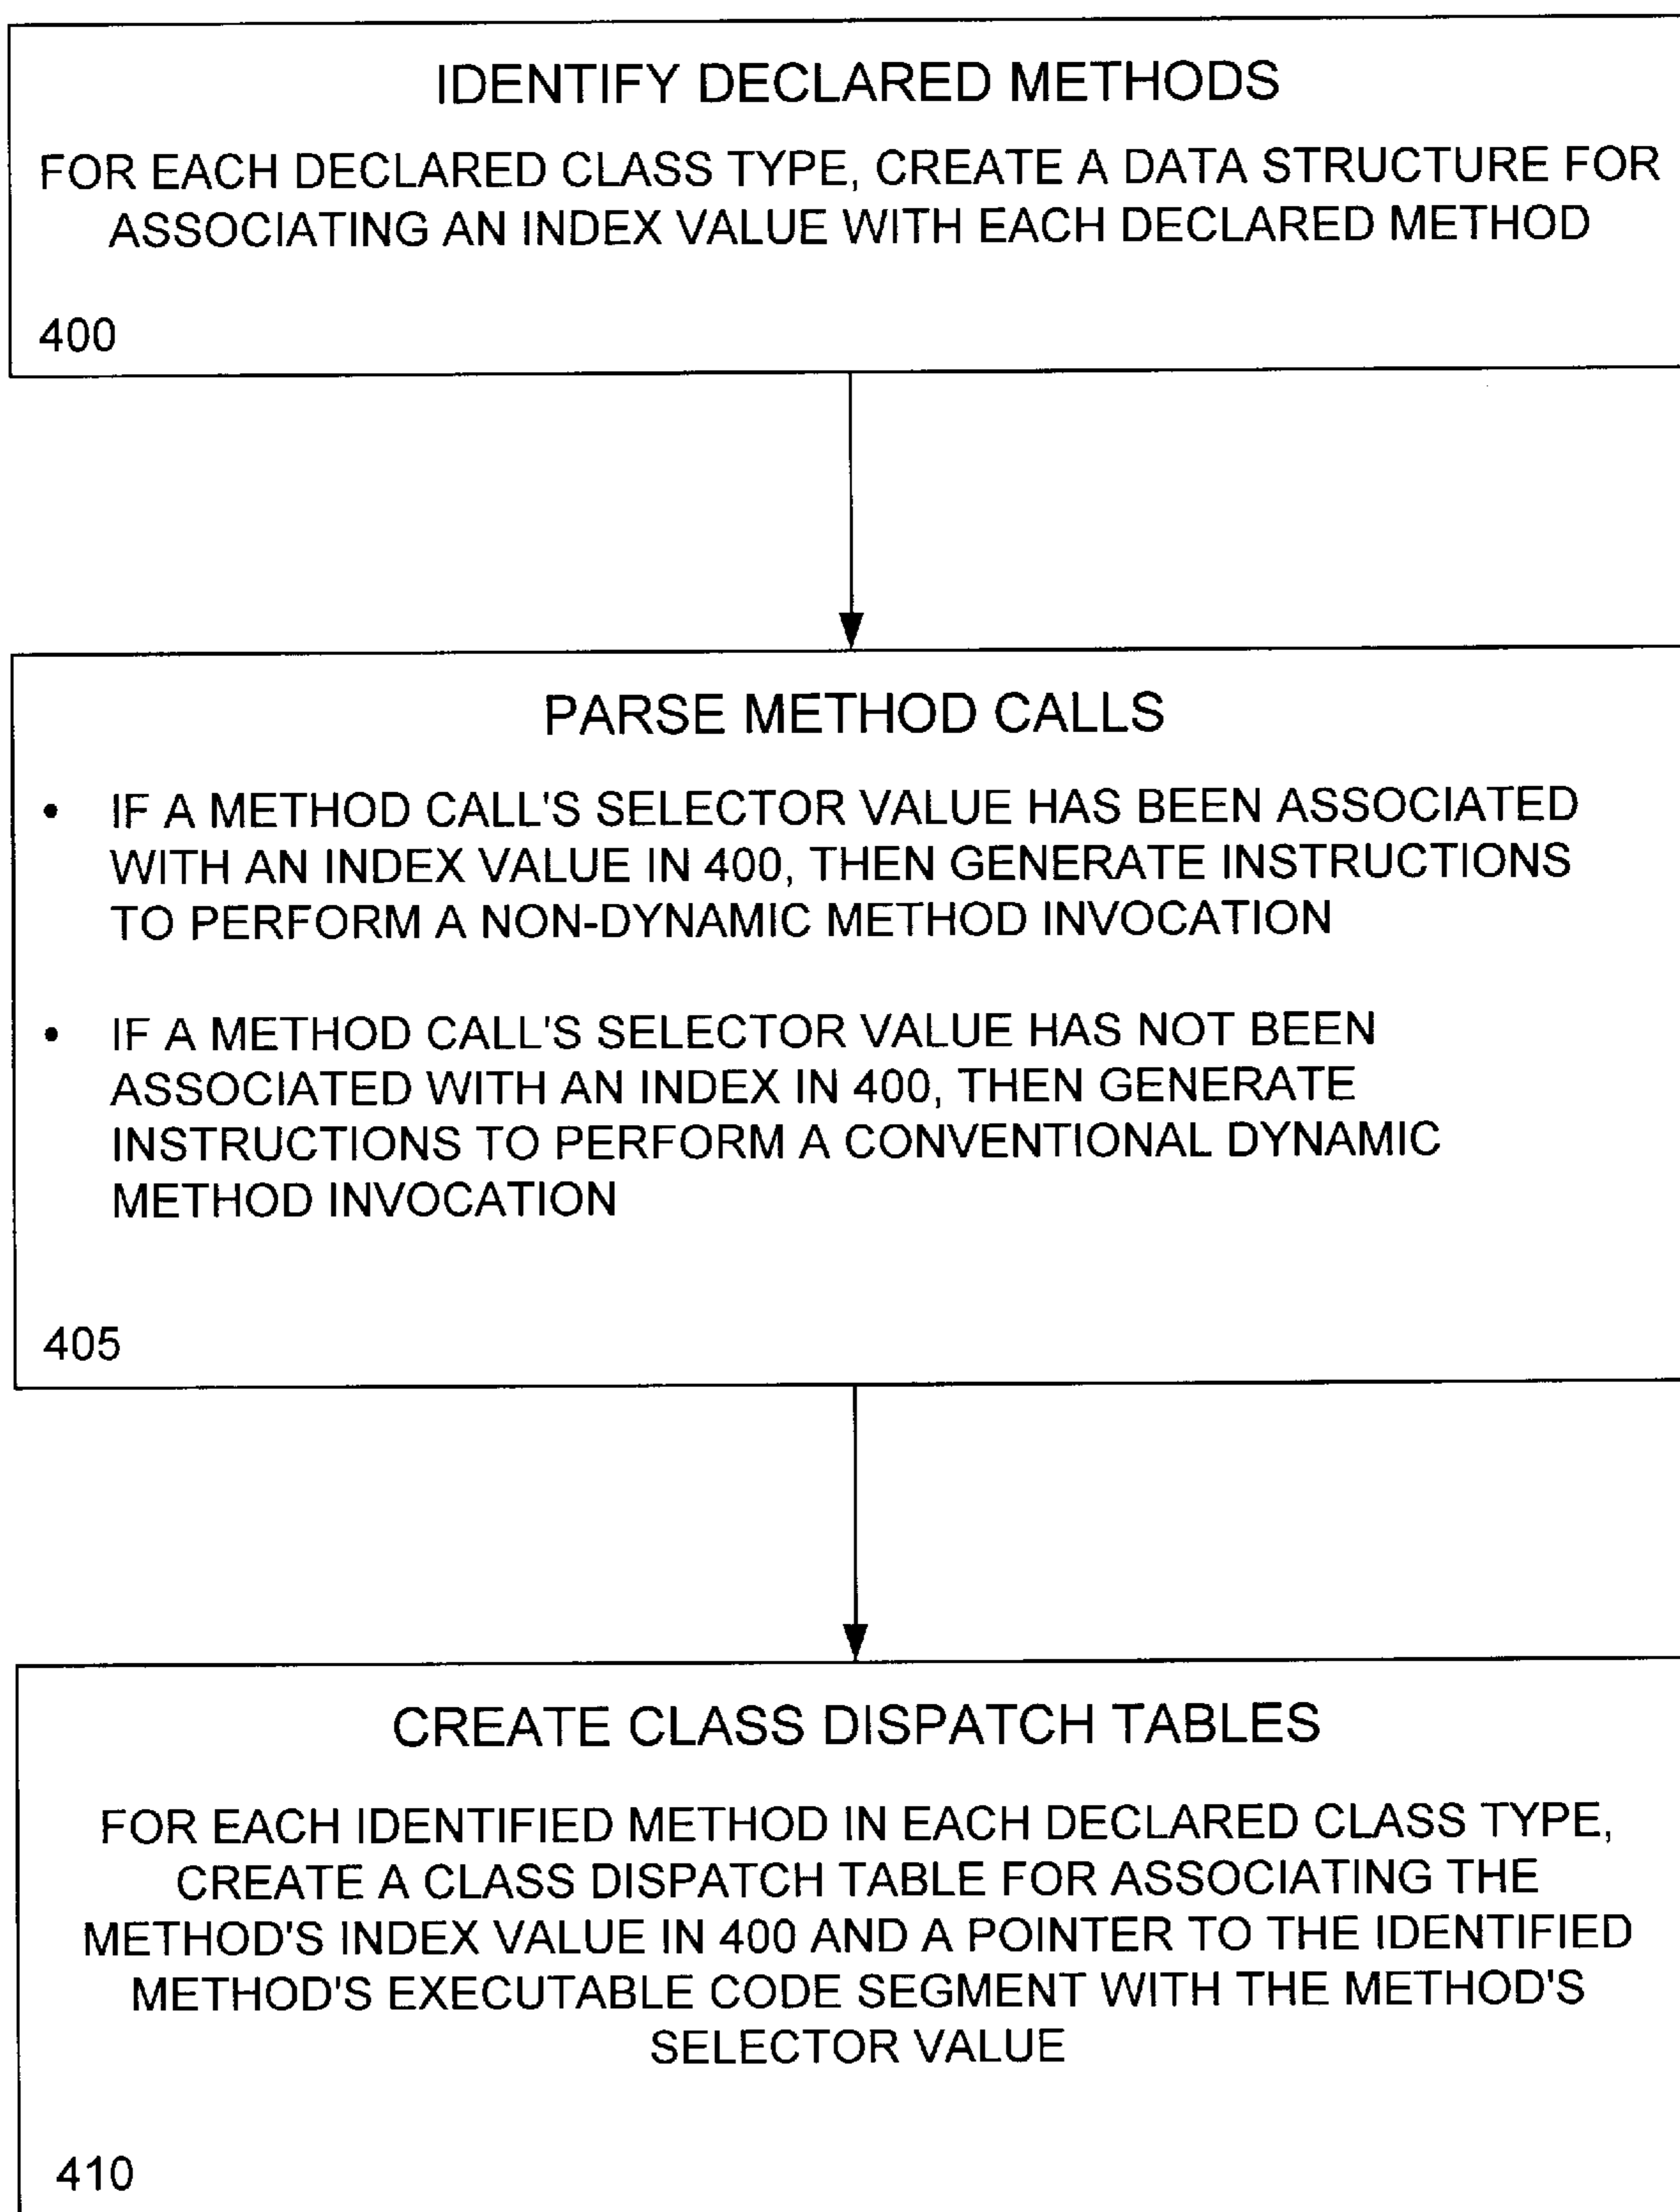 IDENTIFY DECLARED METHODS
FOR EACH DECLARED CLASS TYPE, CREATE A DATA STRUCTURE FOR
ASSOCIATING AN INDEX VALUE WITH EACH DECLARED METHOD
400
PARSE METHOD CALLS
• IF A METHOD CALL'S SELECTOR VALUE HAS BEEN ASSOCIATED
WITH AN INDEX VALUE IN 400, THEN GENERATE INSTRUCTIONS
TO PERFORM A NON-DYNAMIC METHOD INVOCATION
• IF A METHOD CALL'S SELECTOR VALUE HAS NOT BEEN
ASSOCIATED WITH AN INDEX IN 400, THEN GENERATE
INSTRUCTIONS TO PERFORM A CONVENTIONAL DYNAMIC
METHOD INVOCATION
405
CREATE CLASS DISPATCH TABLES
FOR EACH IDENTIFIED METHOD IN EACH DECLARED CLASS TYPE,
CREATE A CLASS DISPATCH TABLE FOR ASSOCIATING THE
METHOD'S INDEX VALUE IN 400 AND A POINTER TO THE IDENTIFIED
METHOD'S EXECUTABLE CODE SEGMENT WITH THE METHOD'S
SELECTOR VALUE
410